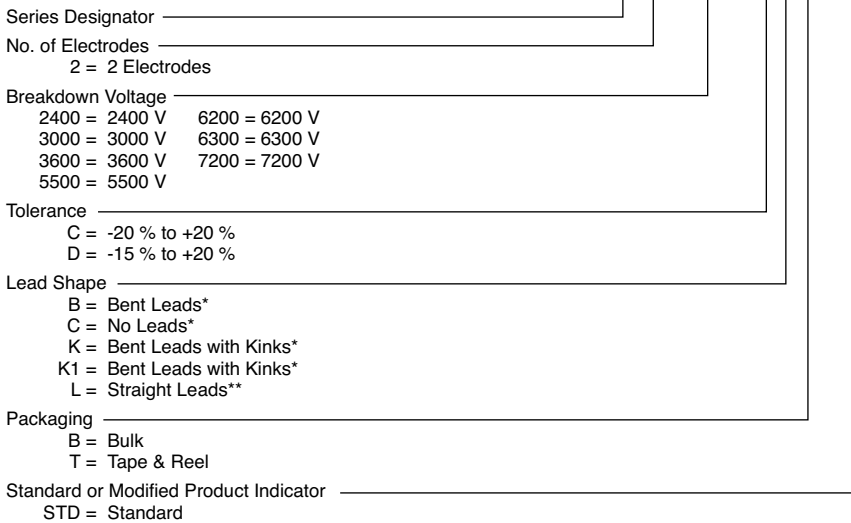 Series Designator
No. of Electrodes
2 = 2 Electrodes
Breakdown Voltage
2400 = 2400 V 6200 = 6200 V
3000 = 3000 V 6300 = 6300 V
3600 = 3600 V 7200 = 7200 V
5500 = 5500 V
Tolerance
C = -20 % to +20 %
D = -15 % to +20 %
Lead Shape
B = Bent Leads*
C = No Leads*
K = Bent Leads with Kinks*
K1 = Bent Leads with Kinks*
L = Straight Leads**
Packaging
B = Bulk
T = Tape & Reel
Standard or Modified Product Indicator
STD = Standard